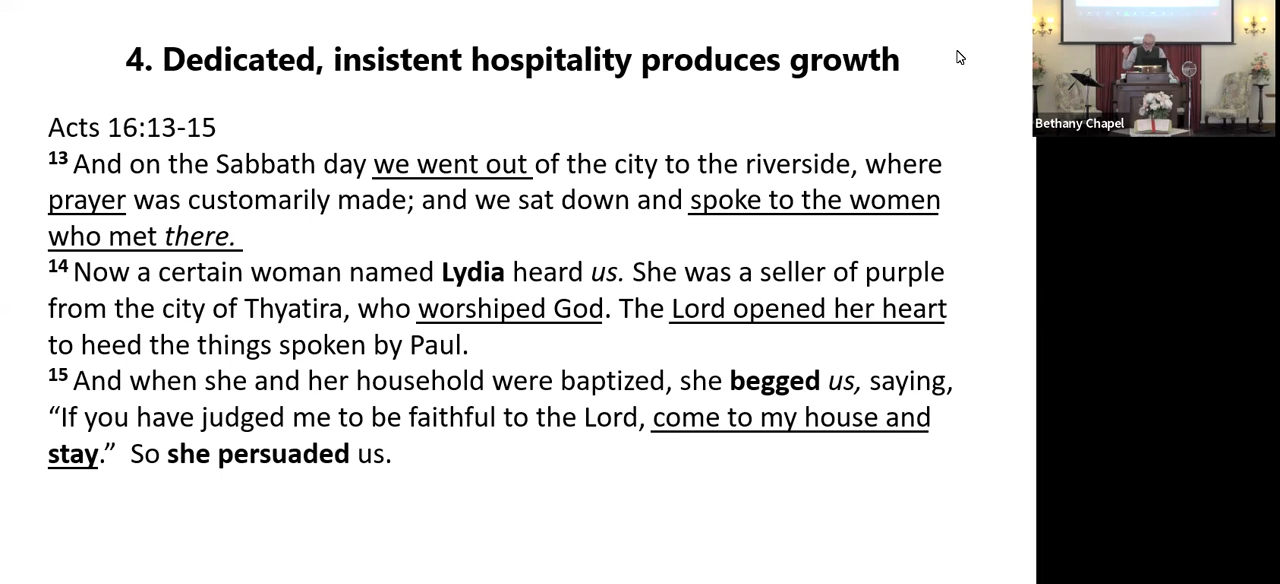 4. Dedicated, insistent hospitality produces growth
Acts 16:13-15
13 And on the Sabbath day we went out of the city to the riverside, where
prayer was customarily made; and we sat down and spoke to the women
who met there.
14 Now a certain woman named Lydia heard us. She was a seller of purple
from the city of Thyatira, who worshiped God. The Lord opened her heart
to heed the things spoken by Paul.
15 And when she and her household were baptized, she begged us, saying,
“If you have judged me to be faithful to the Lord, come to my house and
stay.” So she persuaded us.
Bethany Chapel